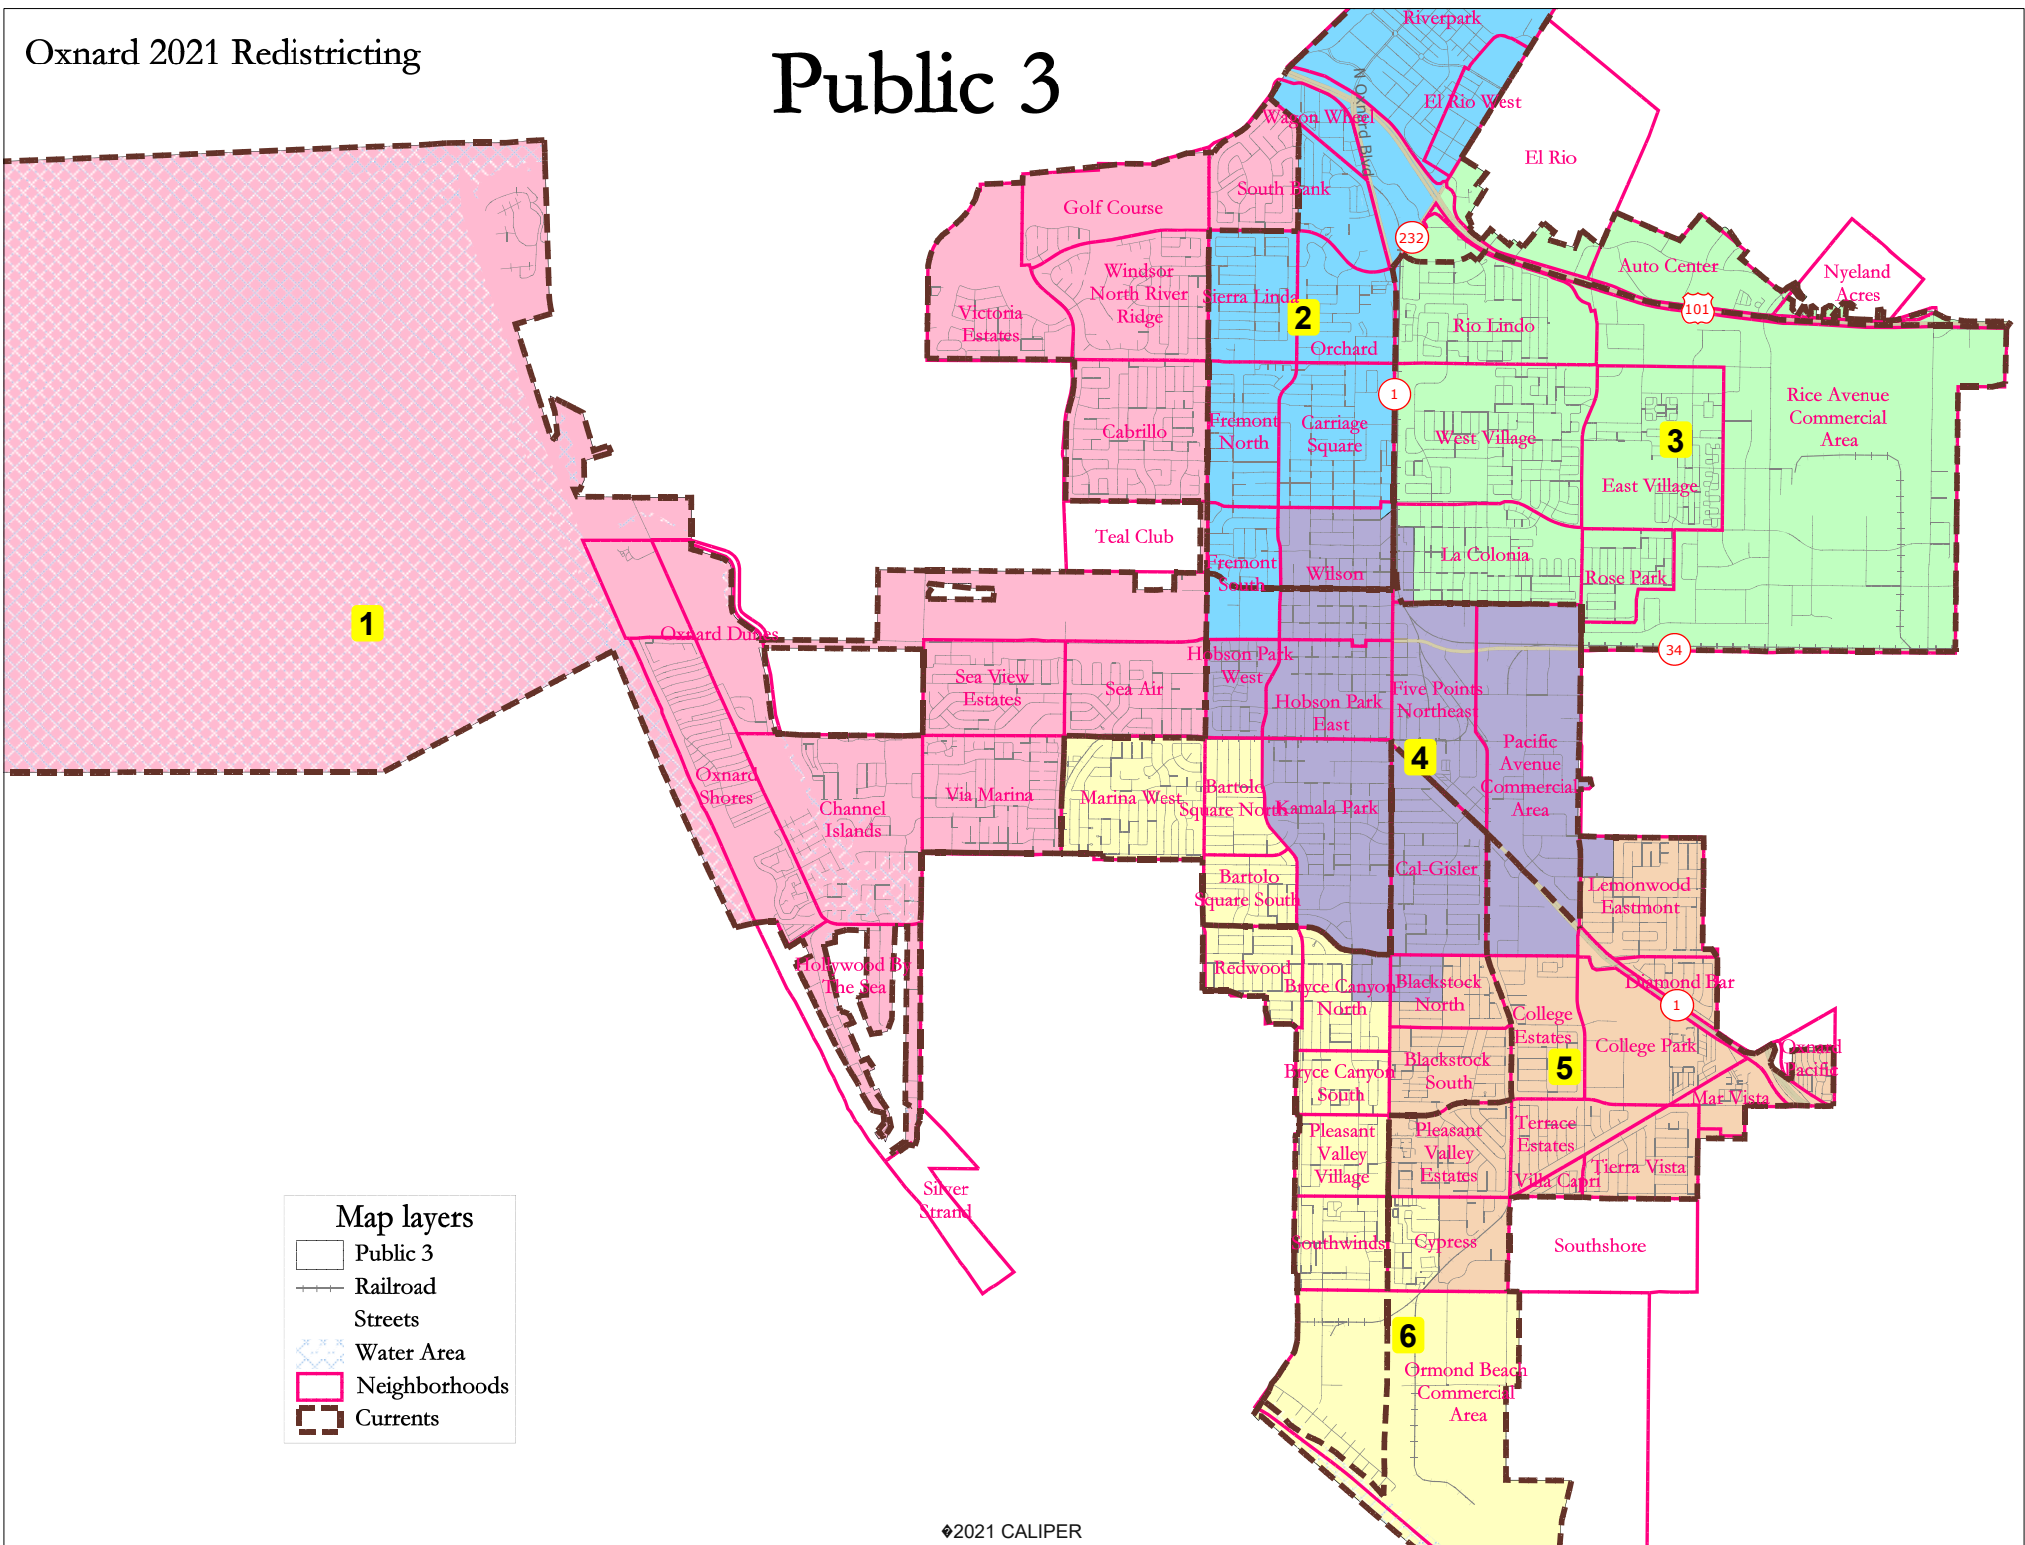 Oxnard 2021 Redistricting
Public 3
Riverpark
N Oxnard Blvd
El Rio West
Wagon Wheel
El Rio
South Bank
Golf Course
232
Auto Center
Nyeland
Acres
Windsor
North River
Ridge
Sierra Linda
2
Victoria
Estates
101
Rio Lindo
Orchard
1
Rice Avenue
Commercial
Area
Fremont
North
Carriage
Square
Cabrillo
West Village
3
East Village
Teal Club
La Colonia
Fremont
South
Wilson
Rose Park
1
Oxnard Dunes
34
Hobson Park
West
Sea View
Estates
Sea Air
Five Points
Northeast
Hobson Park
East
Pacific
Avenue
Commercial
Area
4
Oxnard
Shores
Via Marina
Marina West
Bartolo
Square North
Kamala Park
Channel
Islands
Cal-Gisler
Bartolo
Square South
Lemonwood
Eastmont
Hollywood By
The Sea
Redwood
Bryce Canyon
North
Blackstock
North
Diamond Bar
1
College
Estates
College Park
Oxnard
Pacific
Blackstock
South
5
Bryce Canyon
South
Mar Vista
Pleasant
Valley
Village
Pleasant
Valley
Estates
Terrace
Estates
Tierra Vista
Villa Capri
Silver
Strand
Southwinds
Cypress
Southshore
6
Ormond Beach
Commercial
Area
Map layers
Public 3
Railroad
Streets
Water Area
Neighborhoods
Currents
�2021 CALIPER